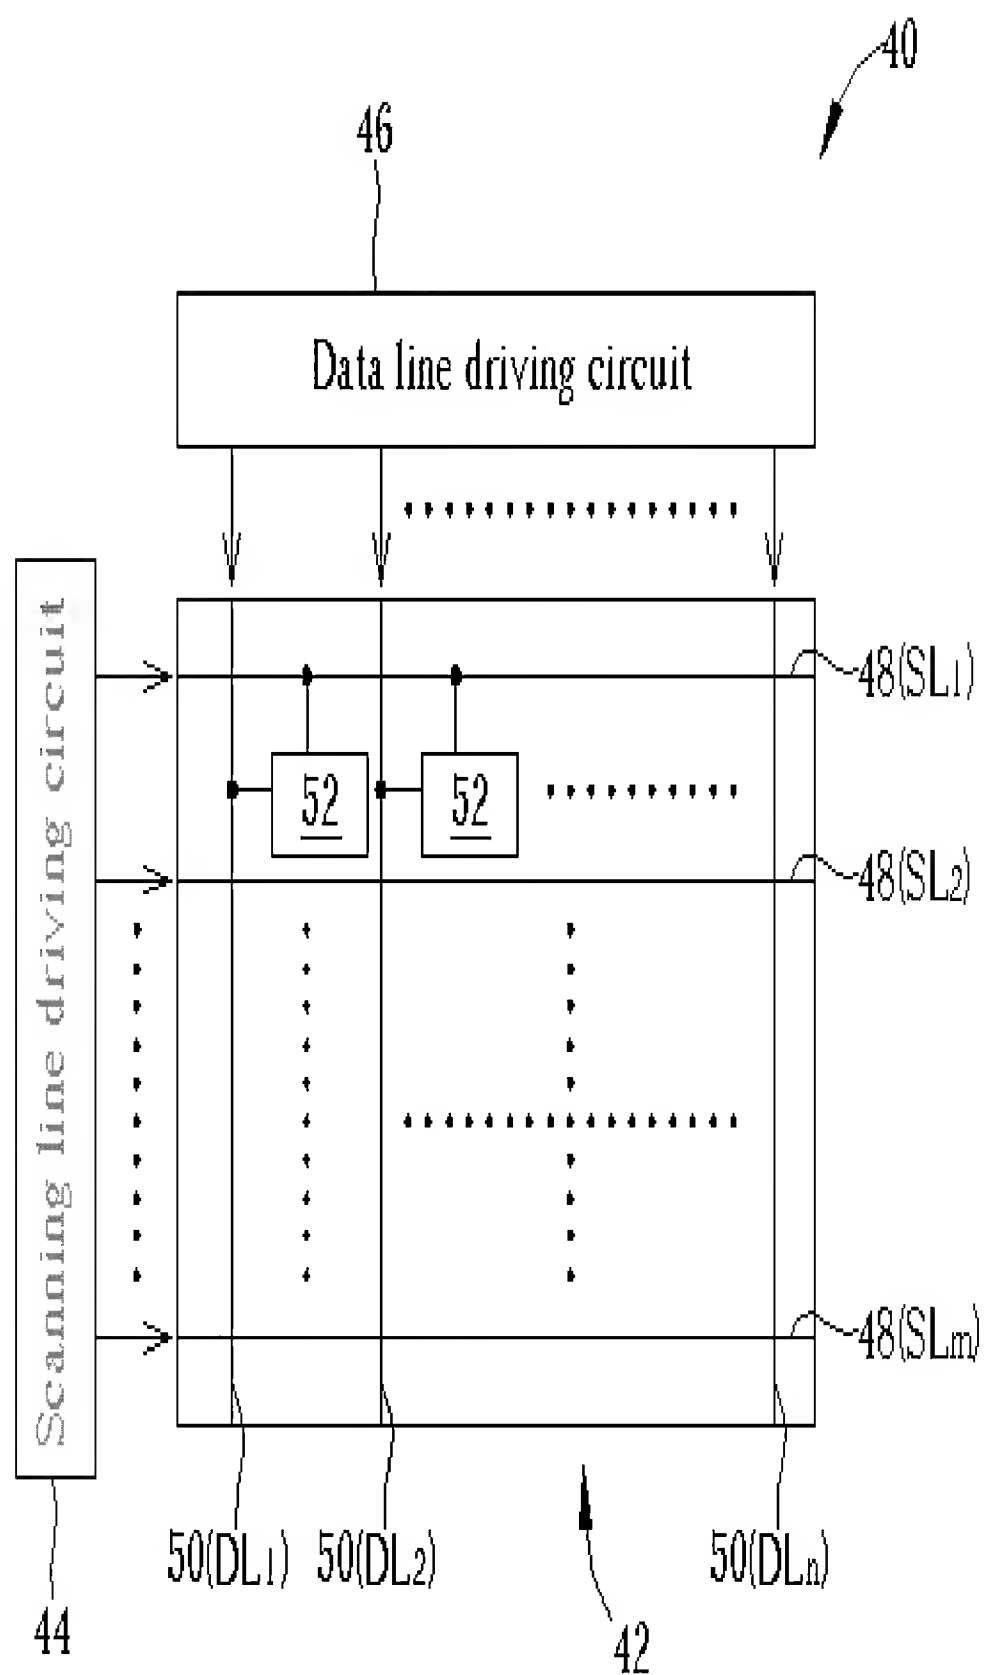 40
46
Data line driving circuit
Scanning line driving circuit
48(SL1)
52
52
48(SL2)
48(SLm)
50(DL1)
50(DL2)
50(DLn)
44
42